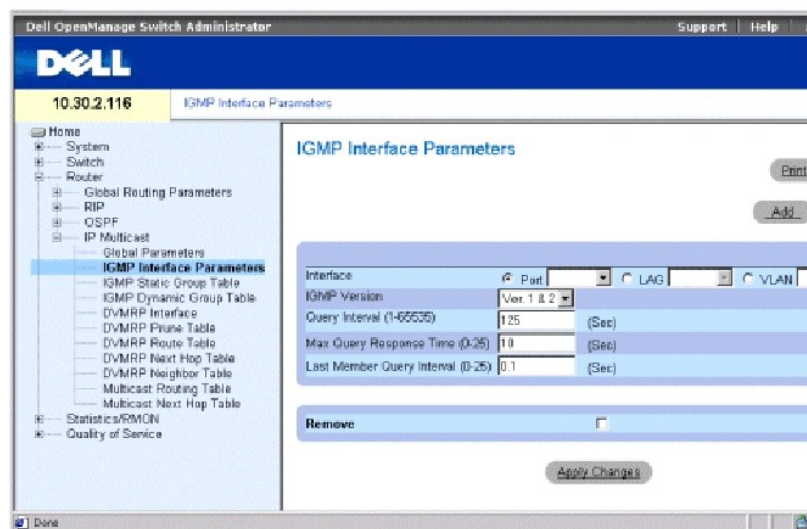 Dell OpenManage Switch Administrator
Support
Help
DELL
10.30.2.116
IGMP Interface Parameters
Home
System
Switch
Router
Global Routing Parameters
RIP
OSPF
IP Multicast
Global Parameters
IGMP Interface Parameters
IGMP Static Group Table
IGMP Dynamic Group Table
DVMRP Interface
DVMRP Prune Table
DVMRP Route Table
DVMRP Next Hop Table
DVMRP Neighbor Table
Multicast Routing Table
Multicast Next Hop Table
Statistics/RMON
Quality of Service
IGMP Interface Parameters
Print
Add
Interface Port LAG VLAN
IGMP Version Ver. 1 & 2
Query Interval (1-65535) 125 (Sec)
Max Query Response Time (0-25) 10 (Sec)
Last Member Query Interval (0-25) 0.1 (Sec)
Remove
Apply Changes
Done